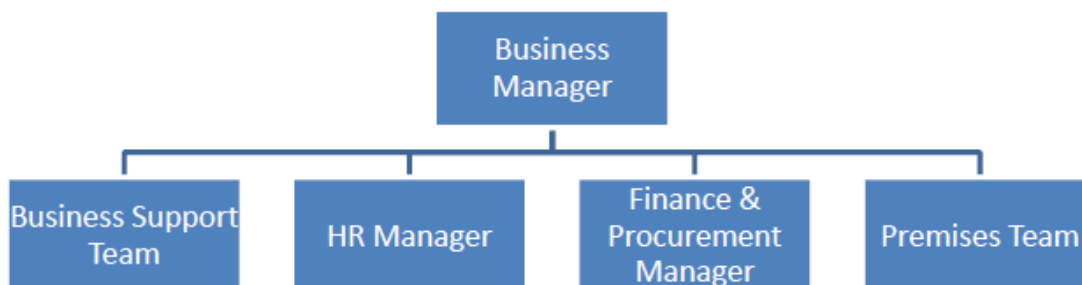 Business
Manager
Business Support
Team
HR Manager
Finance &
Procurement
Manager
Premises Team